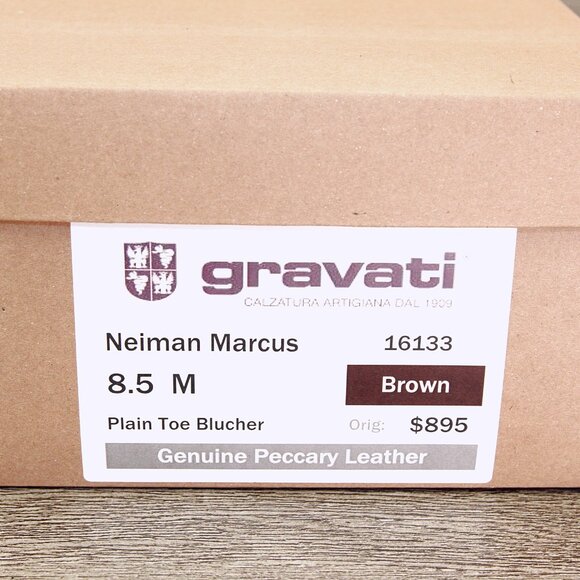 gravati
CALZATURA ARTIGIANA DAL 1909
Neiman Marcus 16133
8.5 M Brown
Plain Toe Blucher Orig: $895
Genuine Peccary Leather